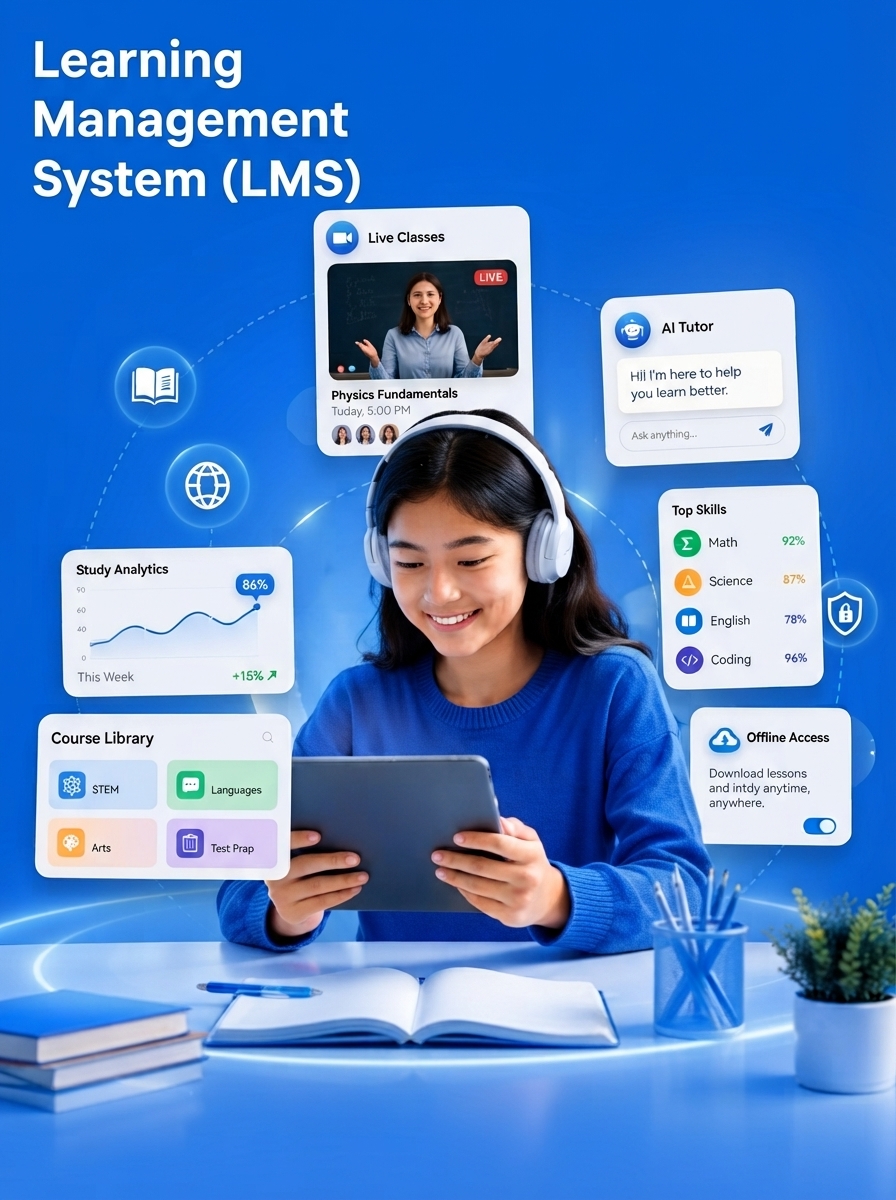 Learning
Management
System (LMS)
Live Classes
LIVE
Physics Fundamentals
Tuday, 5:00 PM
AI Tutor
Hil I'm here to help
you learn better.
Ask anything...
Top Skills
Math 92%
Science 87%
English 78%
Coding 96%
Study Analytics
86%
90
60
40
0
This Week +15%
Course Library
STEM
Languages
Arts
Test Prap
Offline Access
Download lessons
and intdy anytime,
anywhere.